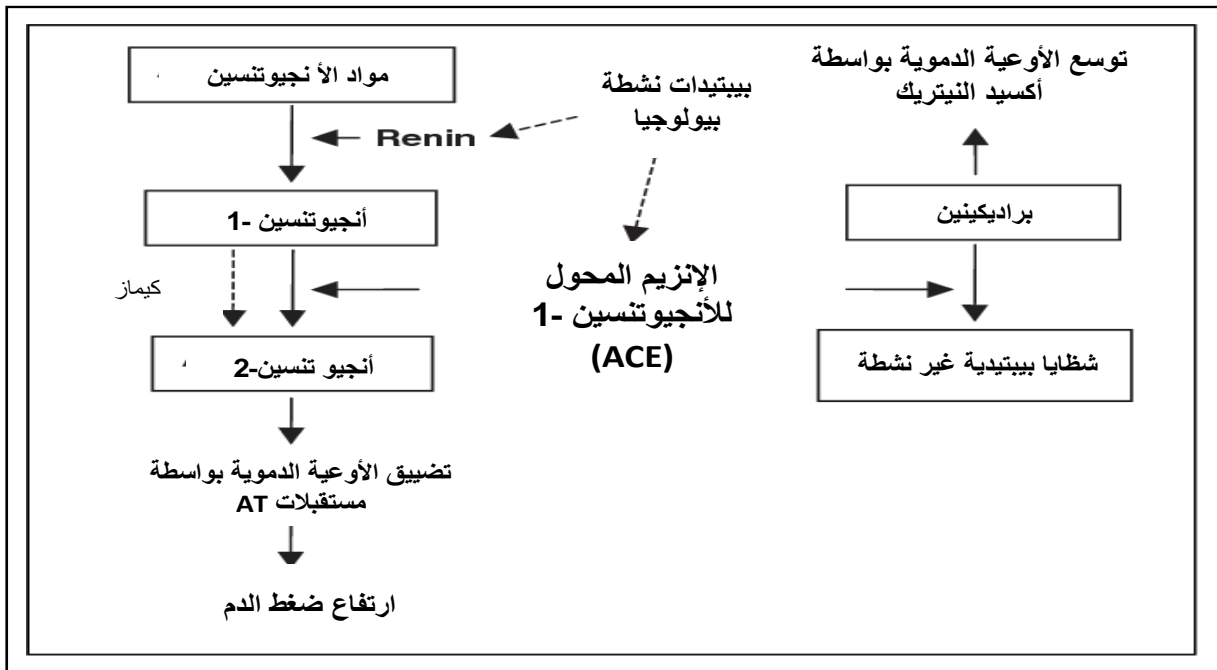 مواد الأ نجيوتنسين
Renin
أنجيوتنسين -1
كيماز
أنجيو تنسين-2
تضييق الأوعية الدموية بواسطة
مستقبلات AT
ارتفاع ضغط الدم
بيبتيدات نشطة
بيولوجيا
الإنزيم المحول
للأنجيوتنسين -1
(ACE)
توسع الأوعية الدموية بواسطة
أكسيد النيتريك
براديكينين
شظايا بيبتيدية غير نشطة